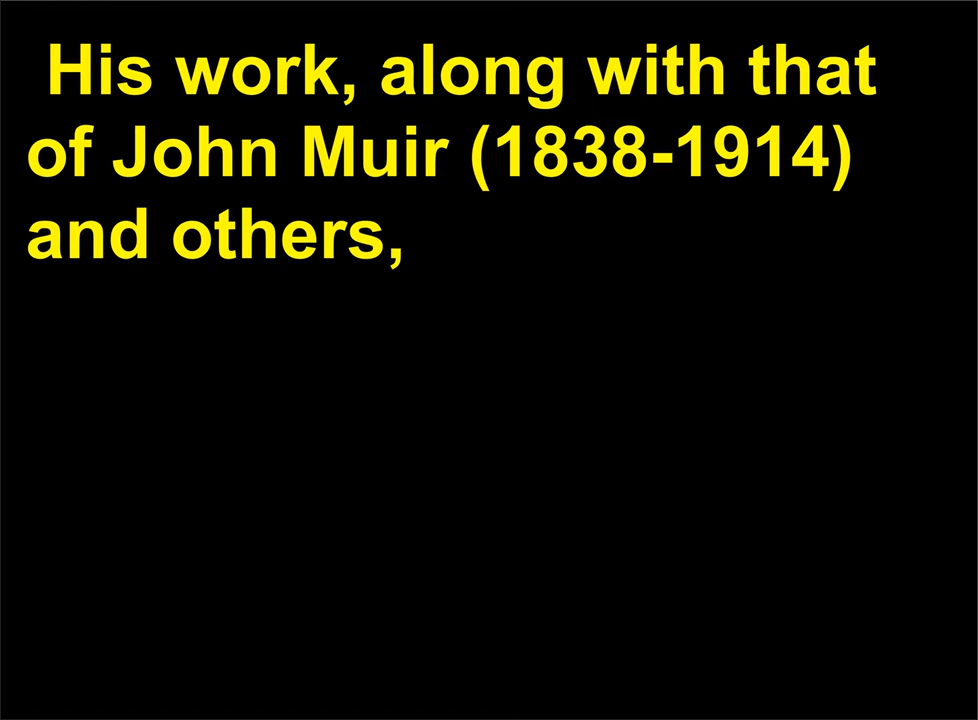 His work, along with that
of John Muir (1838-1914)
and others,